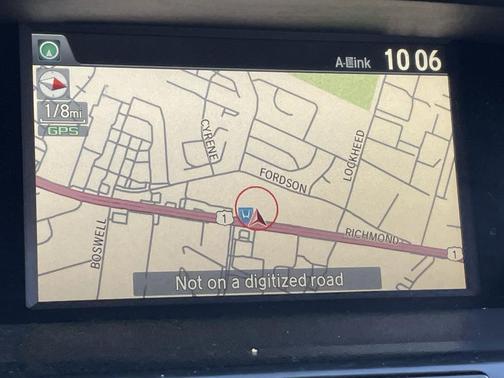 A-Link 10 06
1/8mi
GPS
CYRENE
LOCKHEED
FORDSON
BOSWELL
1
RICHMOND
1
Not on a digitized road